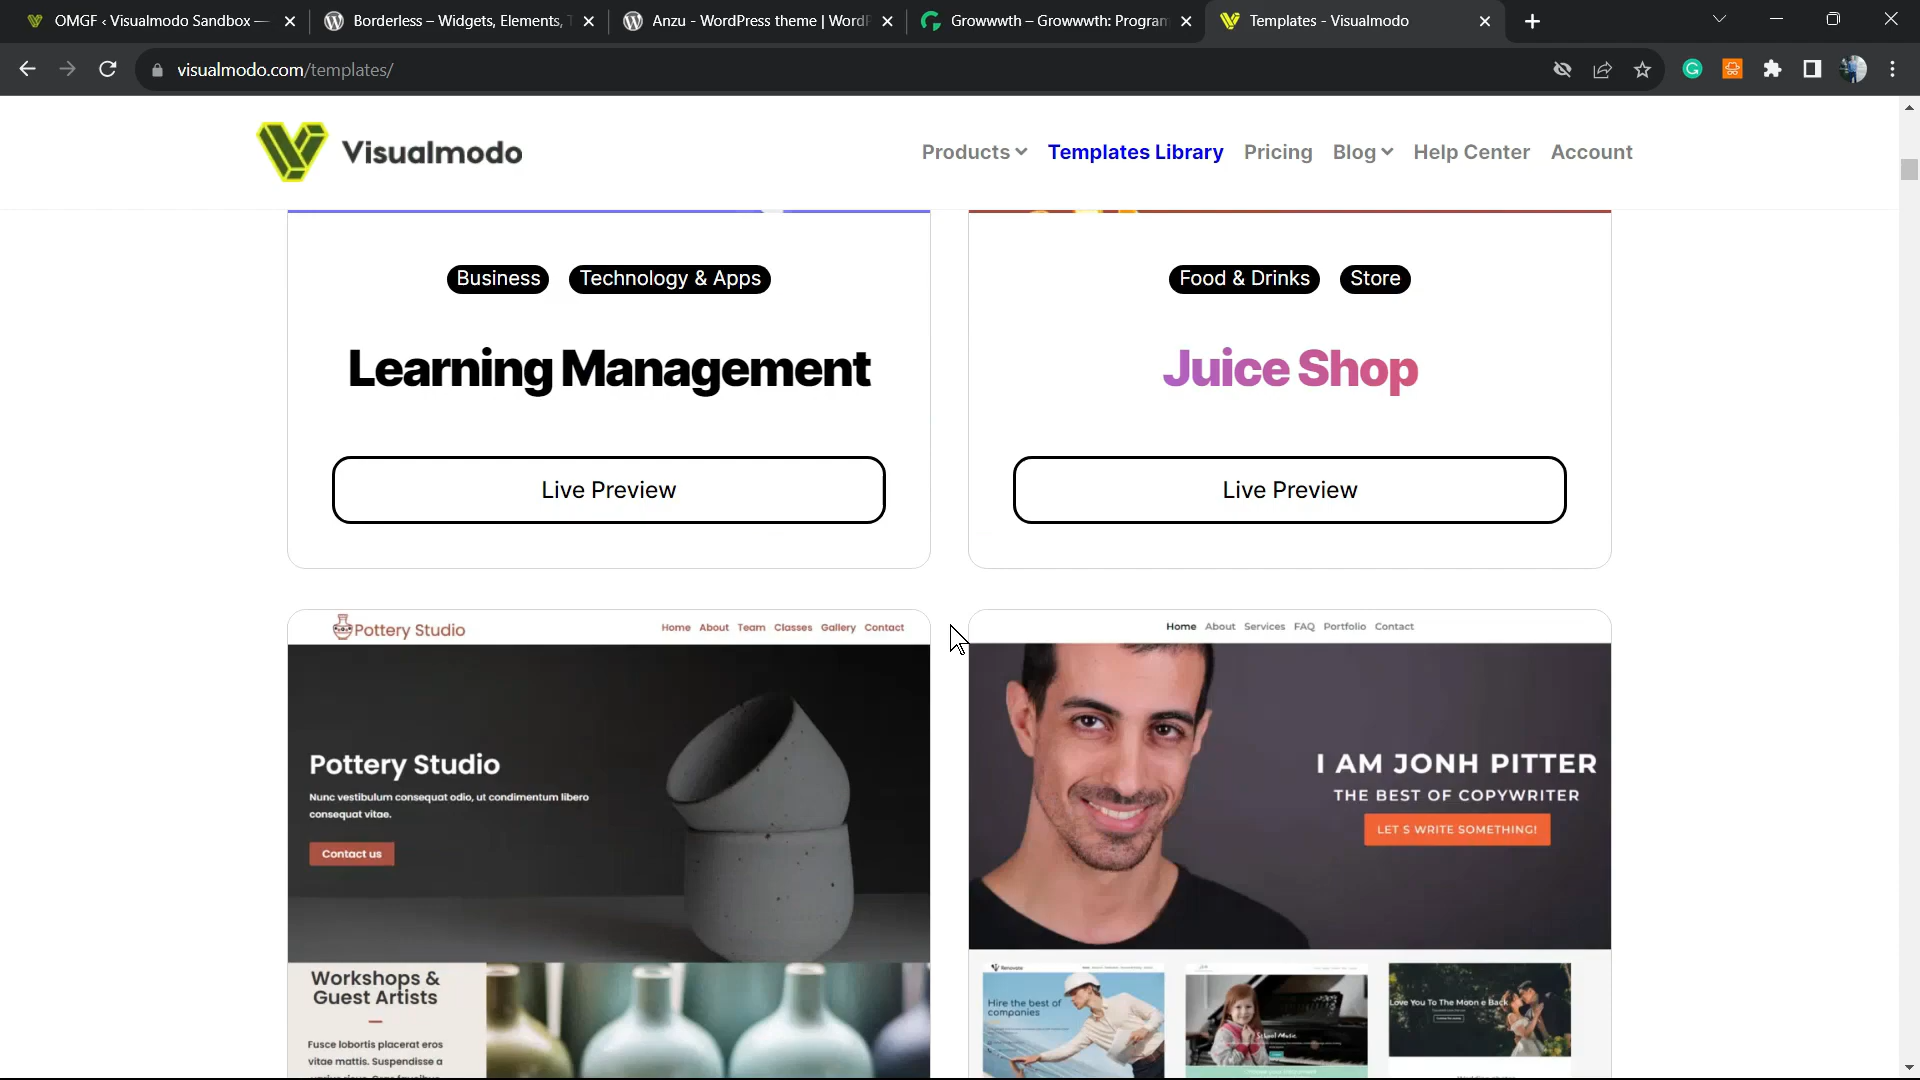 OMGF ‹ Visualmodo Sandbox —
Borderless – Widgets, Elements,
Anzu - WordPress theme | Word
Growwwth – Growwwth: Program
Templates - Visualmodo
visualmodo.com/templates/
Visualmodo
Products
Templates Library
Pricing
Blog
Help Center
Account
Business
Technology & Apps
Learning Management
Live Preview
Food & Drinks
Store
Juice Shop
Live Preview
Pottery Studio
Home About Team Classes Gallery Contact
Pottery Studio
Nunc vestibulum consequat odio, ut condimentum libero
consequat vitae.
Contact us
Workshops &
Guest Artists
Fusce lobortis placerat eros
vitae mattis. Suspendisse a
Home About Services FAQ Portfolio Contact
I AM JONH PITTER
THE BEST OF COPYWRITER
LET S WRITE SOMETHING!
Renovate
Hire the best of
companies
School Music
Love You To The Moon e Back